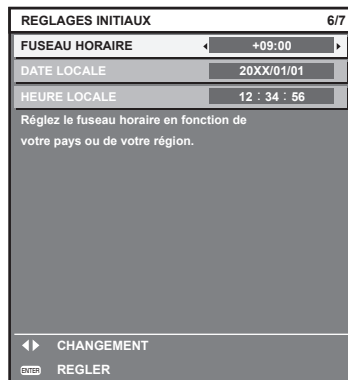 REGLAGES INITIAUX 6/7
FUSEAU HORAIRE +09:00
DATE LOCALE 20XX/01/01
HEURE LOCALE 12 : 34 : 56
Réglez le fuseau horaire en fonction de
votre pays ou de votre région.
CHANGEMENT
ENTER REGLER